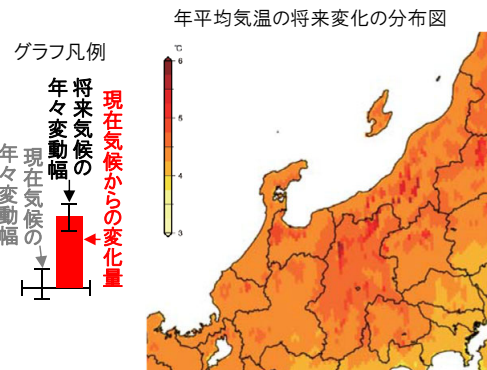 年平均気温の将来変化の分布図
グラフ凡例
現在気候からの変化量
将来気候の
年々変動幅
現在気候の
年々変動幅
℃
6
5
4
3